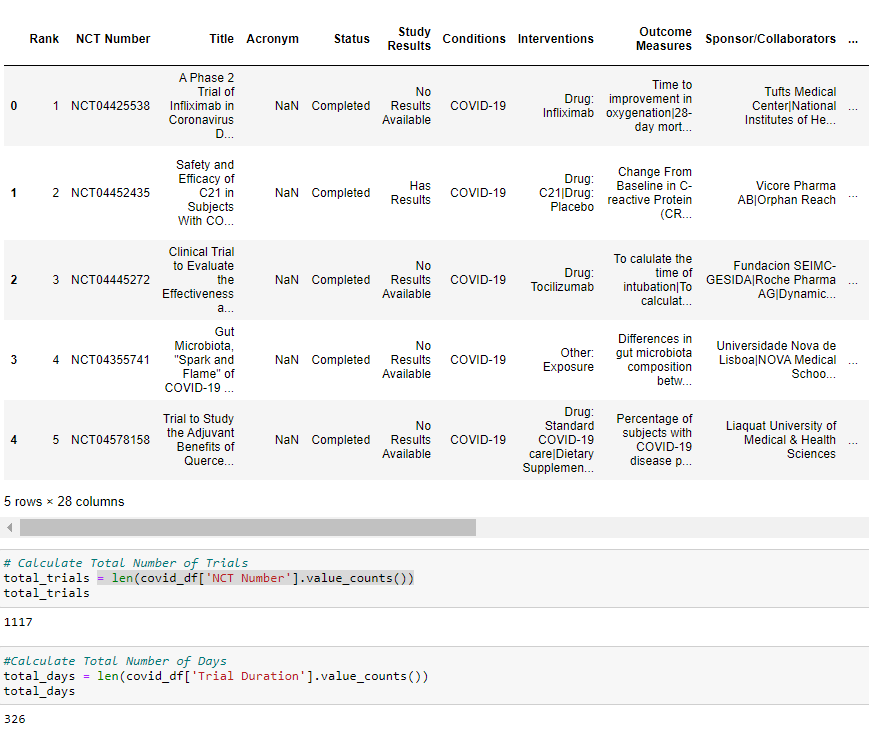 Rank NCT Number Title Acronym Status Study Results Conditions Interventions Outcome Measures Sponsor/Collaborators ...
0 1 NCT04425538 A Phase 2 Trial of Infliximab in Coronavirus D... NaN Completed No Results Available COVID-19 Drug: Infliximab Time to improvement in oxygenation|28-day mort... Tufts Medical Center|National Institutes of He... ...
1 2 NCT04452435 Safety and Efficacy of C21 in Subjects With CO... NaN Completed Has Results COVID-19 Drug: C21|Drug: Placebo Change From Baseline in C-reactive Protein (CR... Vicore Pharma AB|Orphan Reach ...
2 3 NCT04445272 Clinical Trial to Evaluate the Effectiveness a... NaN Completed No Results Available COVID-19 Drug: Tocilizumab To calulate the time of intubation|To calculat... Fundacion SEIMC-GESIDA|Roche Pharma AG|Dynamic... ...
3 4 NCT04355741 Gut Microbiota, "Spark and Flame" of COVID-19 ... NaN Completed No Results Available COVID-19 Other: Exposure Differences in gut microbiota composition betw... Universidade Nova de Lisboa|NOVA Medical Schoo... ...
4 5 NCT04578158 Trial to Study the Adjuvant Benefits of Querce... NaN Completed No Results Available COVID-19 Drug: Standard COVID-19 care|Dietary Supplemen... Percentage of subjects with COVID-19 disease p... Liaquat University of Medical & Health Sciences ...
5 rows × 28 columns
# Calculate Total Number of Trials
total_trials = len(covid_df['NCT Number'].value_counts())
total_trials
1117
#Calculate Total Number of Days
total_days = len(covid_df['Trial Duration'].value_counts())
total_days
326